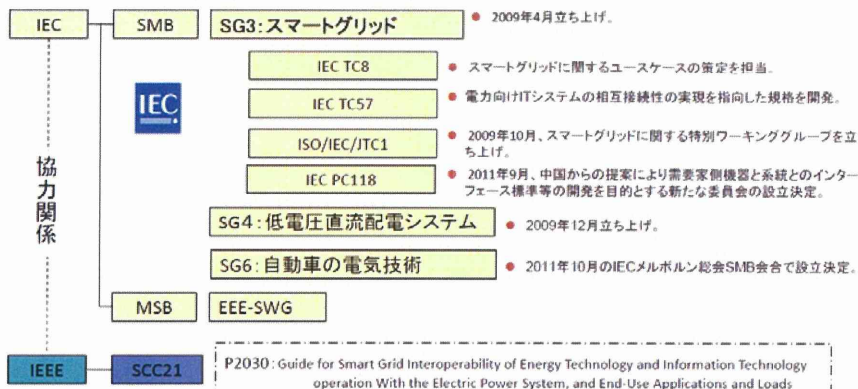 IEC
SMB
SG3:スマートグリッド
● 2009年4月立ち上げ。
IEC TC8
● スマートグリッドに関するユースケースの策定を担当。
IEC
IEC TC57
● 電力向けITシステムの相互接続性の実現を指向した規格を開発。
ISO/IEC/JTC1
● 2009年10月、スマートグリッドに関する特別ワーキンググループを立
ち上げ。
IEC PC118
● 2011年9月、中国からの提案により需要家側機器と系統とのインター
フェース標準等の開発を目的とする新たな委員会の設立決定。
協力関係
SG4:低電圧直流配電システム
● 2009年12月立ち上げ。
SG6:自動車の電気技術
● 2011年10月のIECメルボルン総会SMB会合で設立決定。
MSB
EEE-SWG
IEEE
SCC21
P2030:Guide for Smart Grid Interoperability of Energy Technology and Information Technology
operation With the Electric Power System, and End-Use Applications and Loads